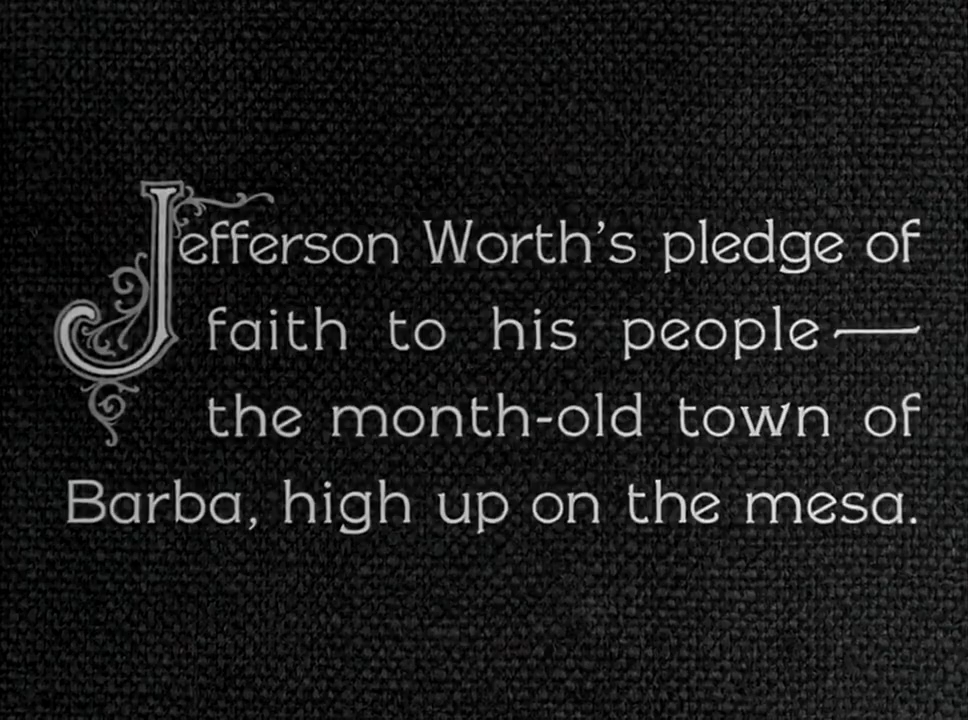 Jefferson Worth's pledge of
faith to his people—
the month-old town of
Barba, high up on the mesa.